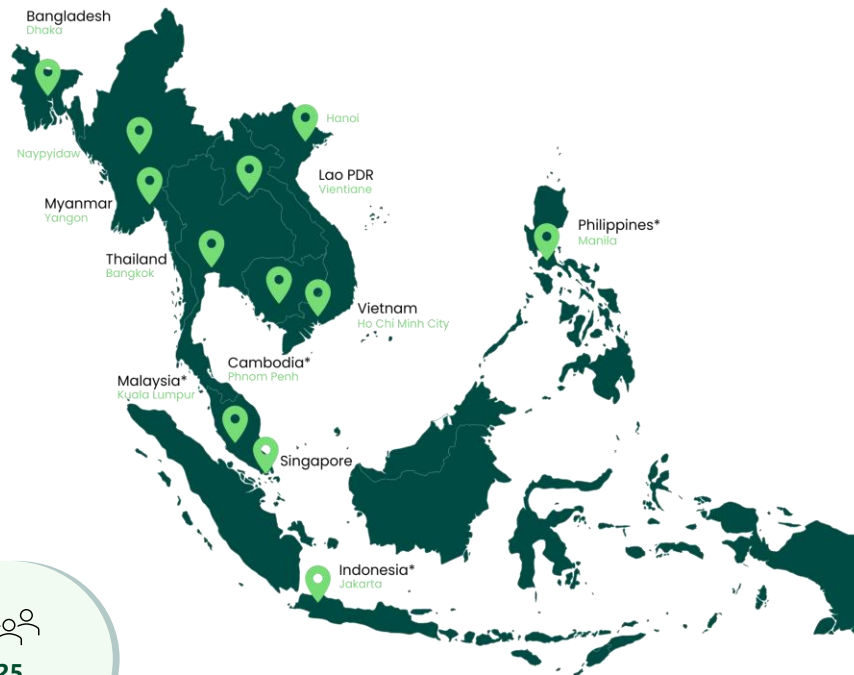 Bangladesh
Dhaka
Hanoi
Naypyidaw
Lao PDR
Vientiane
Myanmar
Yangon
Philippines*
Manila
Thailand
Bangkok
Vietnam
Ho Chi Minh City
Cambodia*
Phnom Penh
Malaysia*
Kuala Lumpur
Singapore
Indonesia*
Jakarta
25